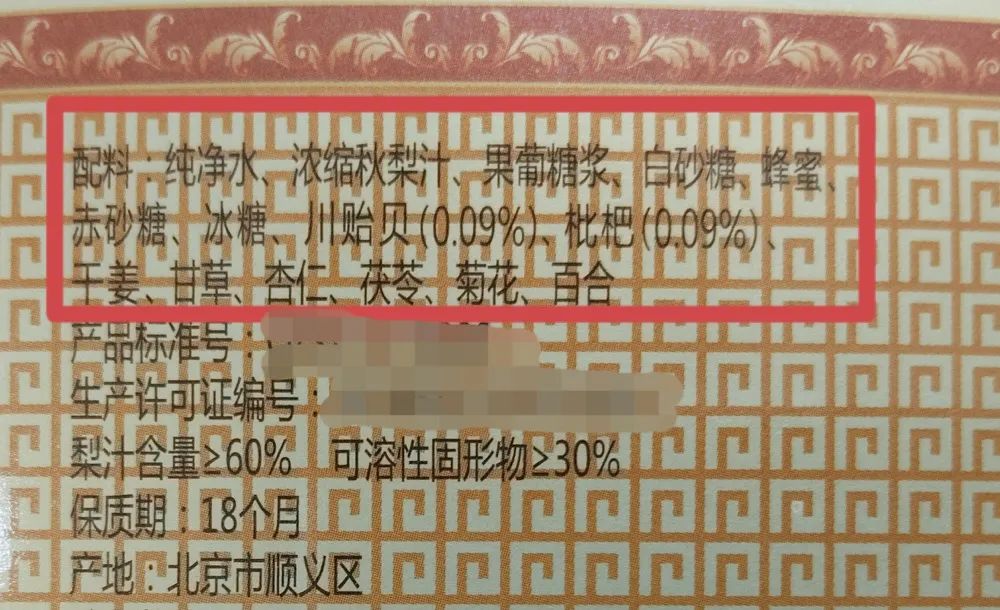 配料：纯净水、浓缩秋梨汁、果葡糖浆、白砂糖、蜂蜜、
赤砂糖、冰糖、川贻贝(0.09%)、枇杷(0.09%)、
干姜、甘草、杏仁、茯苓、菊花、百合
产品标准号：
生产许可证编号：
梨汁含量≥60% 可溶性固形物≥30%
保质期：18个月
产地：北京市顺义区